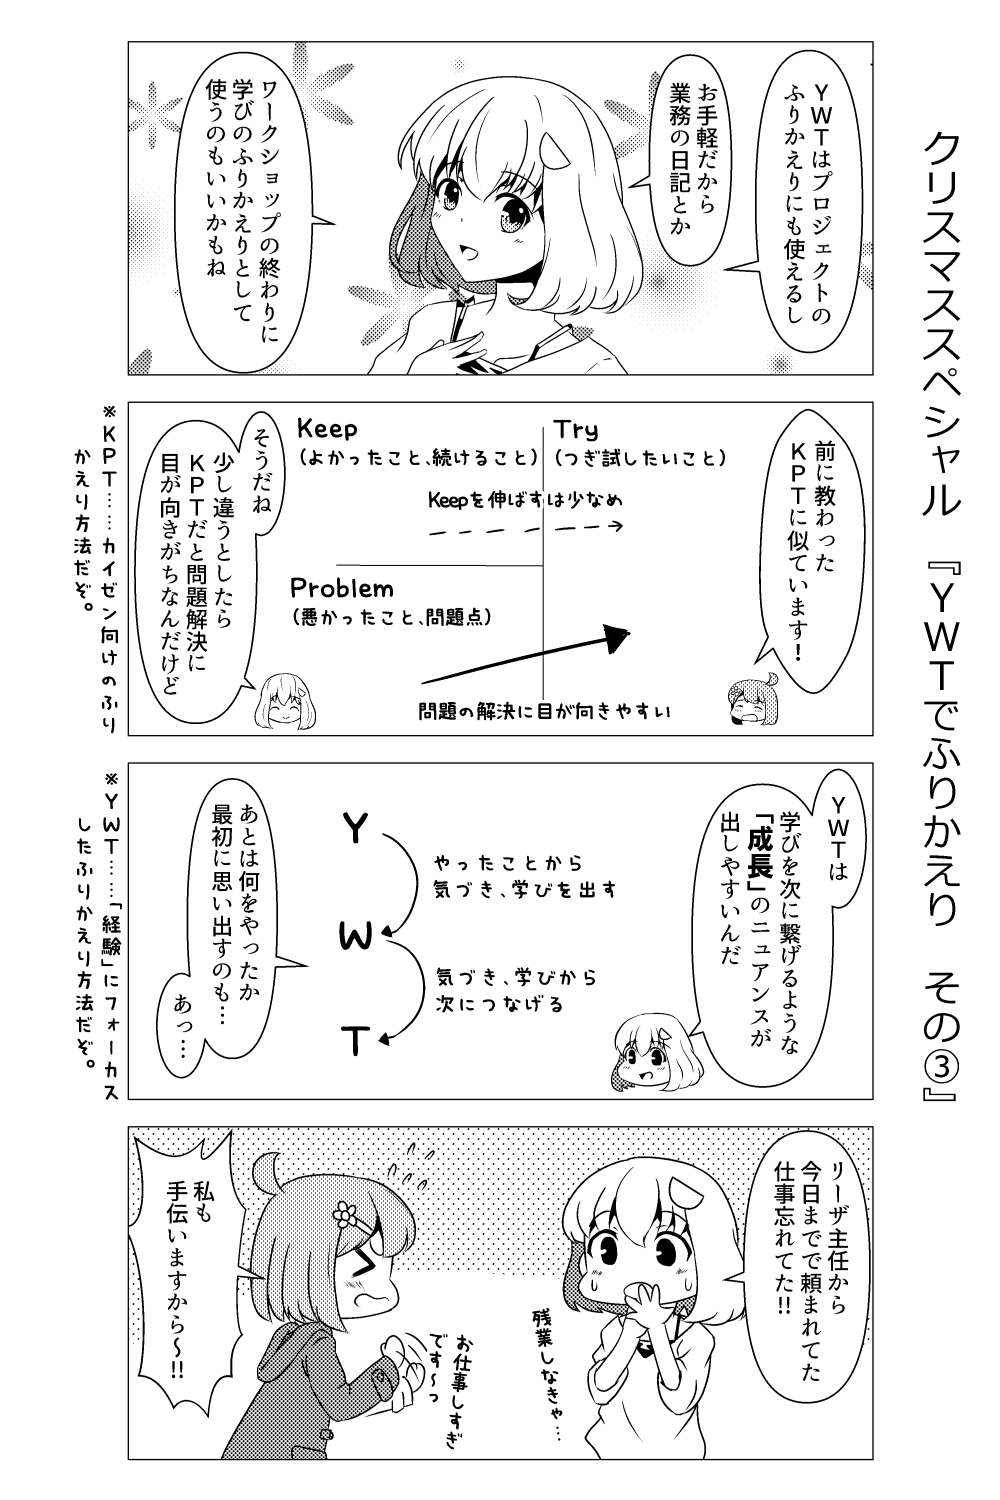 クリスマススペシャル 『YWTでふりかえり その③』
YWTはプロジェクトの
ふりかえりにも使えるし
お手軽だから
業務の日記とか
ワークショップの終わりに
学びのふりかえりとして
使うのもいいかもね
前に教わった
KPTに似ています!
Keep
(よかったこと、続けること)
Try
(つぎ試したいこと)
Keepを伸ばすは少なめ
Problem
(悪かったこと、問題点)
問題の解決に目が向きやすい
そうだね
少し違うとしたら
KPTだと問題解決に
目が向きがちなんだけど
※KPT……カイゼン向けのふり
かえり方法だぞ。
YWTは
学びを次に繋げるような
「成長」のニュアンスが
出しやすいんだ
Y
やったことから
気づき、学びを出す
W
気づき、学びから
次につなげる
T
あとは何をやったか
最初に思い出すのも…
あっ…
※YWT……「経験」にフォーカス
したふりかえり方法だぞ。
リーザ主任から
今日までで頼まれてた
仕事忘れてた!!
残業しなきゃ…
お仕事しすぎ
です〜っ
私も
手伝いますから〜!!